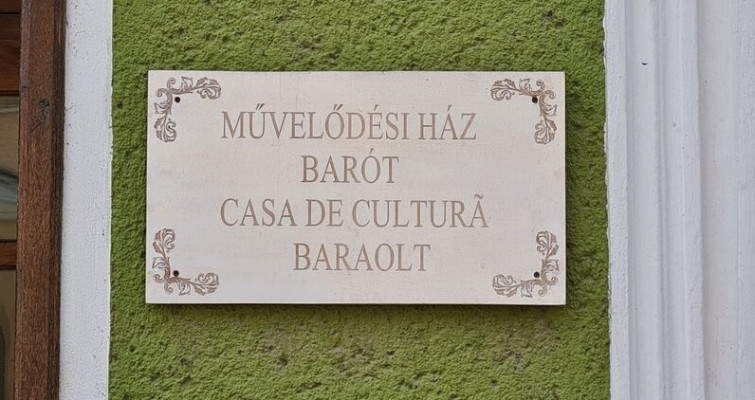 MŰVELŐDÉSI HÁZ
BARÓT
CASA DE CULTURÃ
BARAOLT